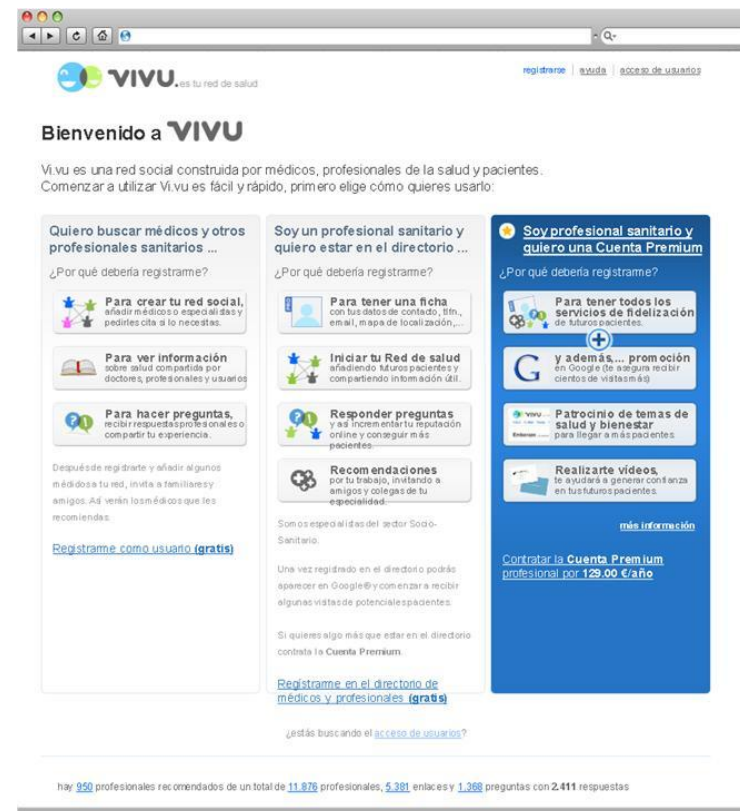 VIVU. es tu red de salud
registrarse | ayuda | acceso de usuarios
Bienvenido a VIVU
Vi.vu es una red social construida por médicos, profesionales de la salud y pacientes.
Comenzar a utilizar Vi.vu es fácil y rápido, primero elige cómo quieres usarlo:
Quiero buscar médicos y otros
profesionales sanitarios ...
¿Por qué debería registrarme?
Para crear tu red social,
añadir médicos o especialistas y
pedirles cita si lo necesitas.
Para ver información
sobre salud compartida por
doctores, profesionales y usuarios
Para hacer preguntas,
recibir respuestas profesionales o
compartir tu experiencia.
Después de registrarte y añadir algunos
médidos a tu red, invita a familiares y
amigos. Así verán los médicos que les
recomiendas.
Registrarme como usuario (gratis)
Soy un profesional sanitario y
quiero estar en el directorio ...
¿Por qué debería registrarme?
Para tener una ficha
con tus datos de contacto, tlfn.,
email, mapa de localización,...
Iniciar tu Red de salud
añadiendo futuros pacientes y
compartiendo información útil.
Responder preguntas
y así incrementar tu reputación
online y conseguir más
pacientes.
Recomendaciones
por tu trabajo, invitando a
amigos y colegas de tu
especialidad.
Somos especialistas del sector Socio-
Sanitario.
Una vez registrado en el directorio podrás
aparecer en Google® y comenzar a recibir
algunas visitas de potenciales pacientes.
Si quieres algo más que estar en el directorio
contrata la Cuenta Premium.
Registrarme en el directorio de
médicos y profesionales (gratis)
Soy profesional sanitario y
quiero una Cuenta Premium
¿Por qué debería registrarme?
Para tener todos los
servicios de fidelización
de futuros pacientes.
G
y además,... promoción
en Google (te asegura recibir
cientos de visitas más)
VIVU
Patrocinio de temas de
salud y bienestar
para llegar a más pacientes.
Realizarte vídeos,
te ayudará a generar confianza
en tus futuros pacientes.
más información
Contratar la Cuenta Premium
profesional por 129.00 €/año
¿estás buscando el acceso de usuarios?
hay 950 profesionales recomendados de un total de 11.876 profesionales, 5.381 enlaces y 1.368 preguntas con 2.411 respuestas